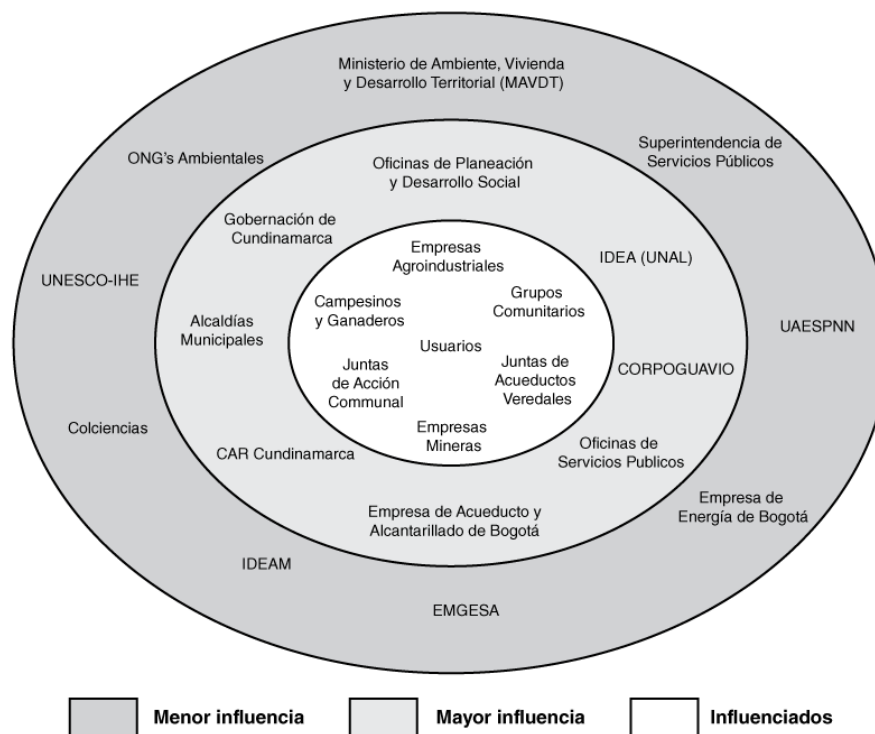 Ministerio de Ambiente, Vivienda
y Desarrollo Territorial (MAVDT)
Superintendencia de
Servicios Públicos
ONG's Ambientales
Oficinas de Planeación
y Desarrollo Social
Gobernación de
Cundinamarca
Empresas
Agroindustriales
IDEA (UNAL)
UNESCO-IHE
Campesinos
y Ganaderos
Grupos
Comunitarios
Alcaldías
Municipales
UAESPNN
Usuarios
Juntas
de Acción
Communal
Juntas de
Acueductos
Veredales
CORPOGUAVIO
Colciencias
Empresas
Mineras
CAR Cundinamarca
Oficinas de
Servicios Publicos
Empresa de Acueducto y
Alcantarillado de Bogotá
Empresa de
Energía de Bogotá
IDEAM
EMGESA
Menor influencia
Mayor influencia
Influenciados